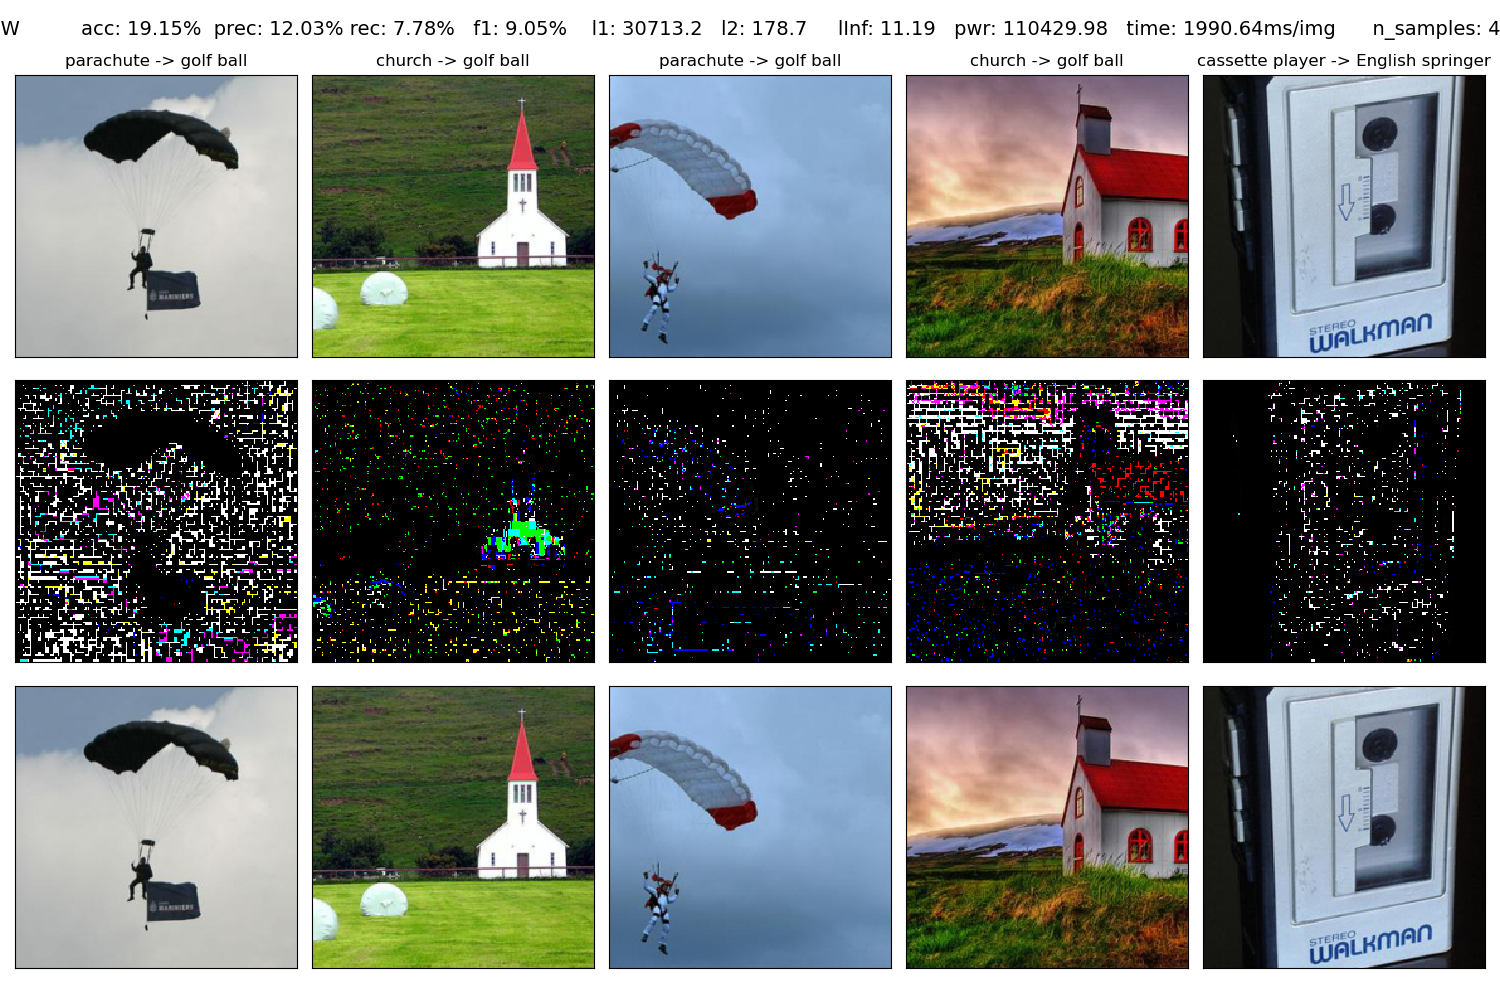 W acc: 19.15% prec: 12.03% rec: 7.78% f1: 9.05% l1: 30713.2 l2: 178.7 lInf: 11.19 pwr: 110429.98 time: 1990.64ms/img n_samples: 4
parachute -> golf ball
church -> golf ball
parachute -> golf ball
church -> golf ball
cassette player -> English springer
MARINIERS
STEREO
WALKMAN
MARINIERS
STEREO
WALKMAN